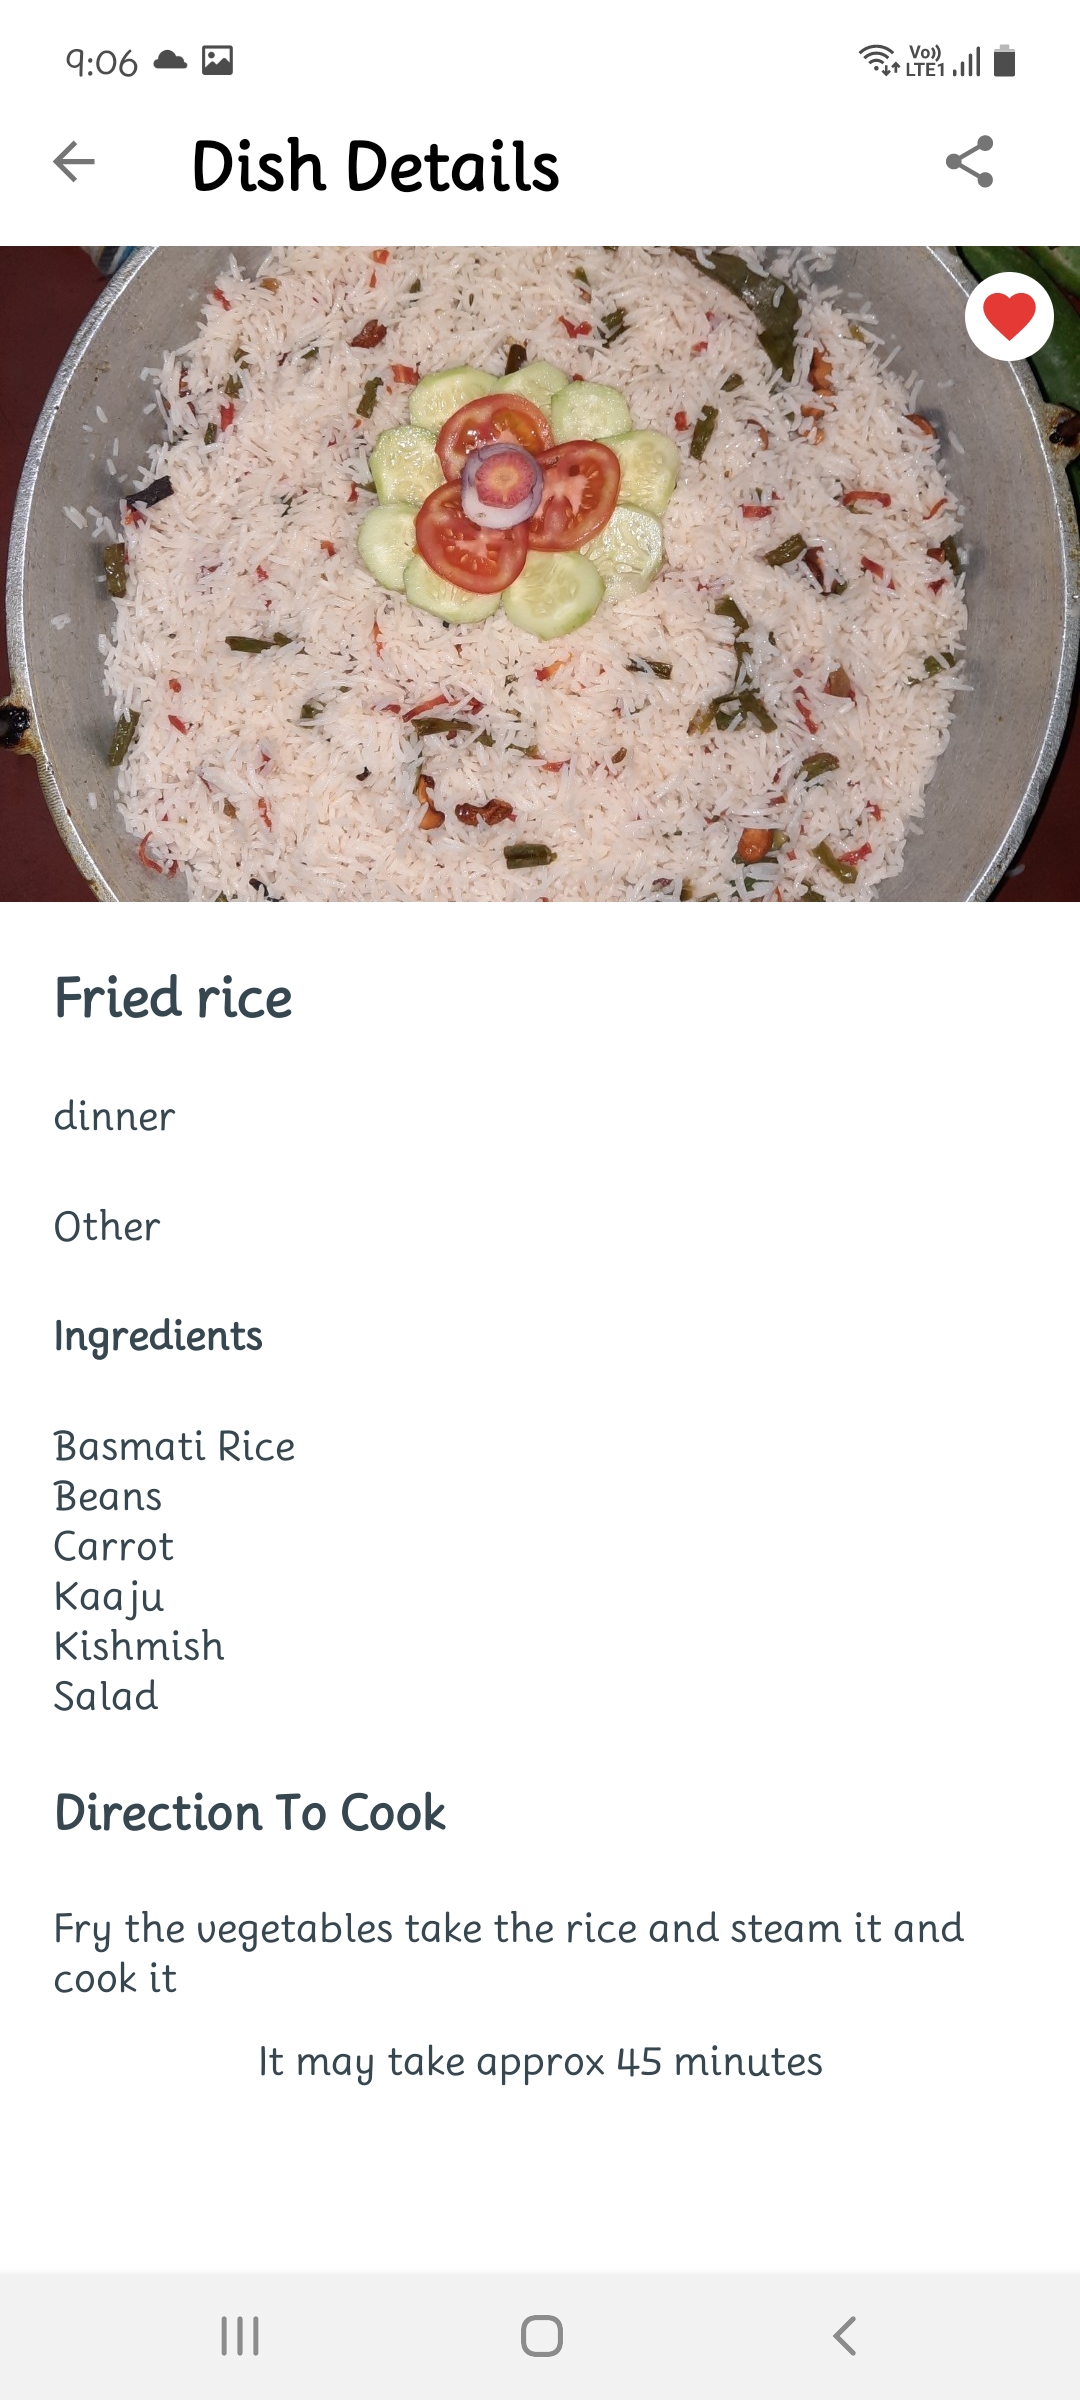 9:06
Vo))
LTE1
Dish Details
Fried rice
dinner
Other
Ingredients
Basmati Rice
Beans
Carrot
Kaaju
Kishmish
Salad
Direction To Cook
Fry the vegetables take the rice and steam it and
cook it
It may take approx 45 minutes